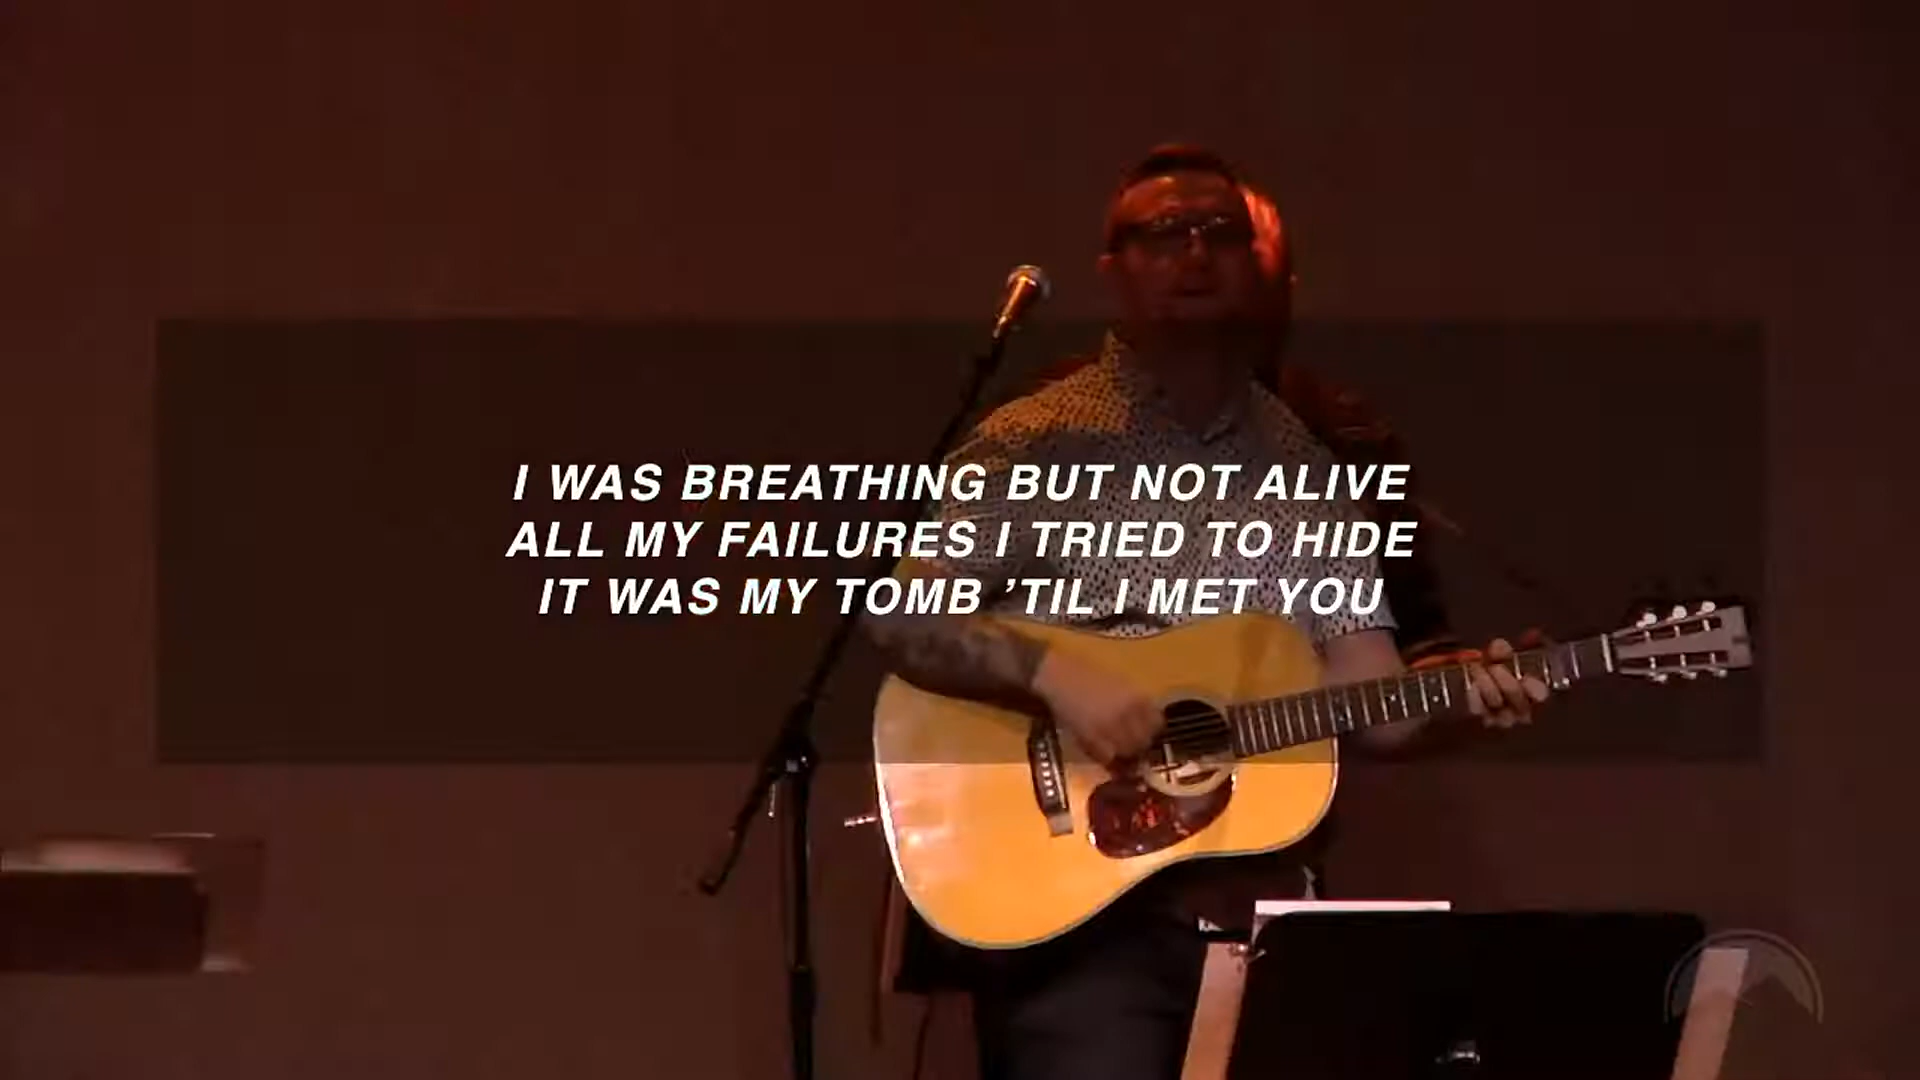 I WAS BREATHING BUT NOT ALIVE
ALL MY FAILURES I TRIED TO HIDE
IT WAS MY TOMB ’TIL I MET YOU